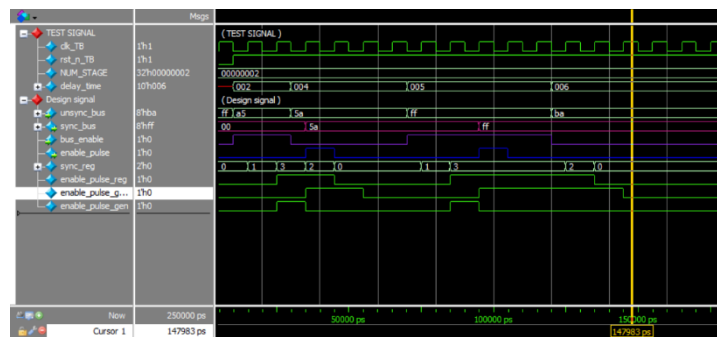 Msgs
TEST SIGNAL (TEST SIGNAL )
clk_TB 1'h1
rst_n_TB 1'h1
NUM_STAGE 32'h00000002 00000002
delay_time 10'h006 002 004 005 006
Design signal (Design signal )
unsync_bus 8'hba ff a5 5a ff ba
sync_bus 8'hff 00 5a ff
bus_enable 1'h0
enable_pulse 1'h0
sync_reg 2'h0 0 1 3 2 0 1 3 2 0
enable_pulse_reg 1'h0
enable_pulse_g... 1'h0
enable_pulse_gen 1'h0
Now 250000 ps 50000 ps 100000 ps 150000 ps
Cursor 1 147983 ps 147983 ps